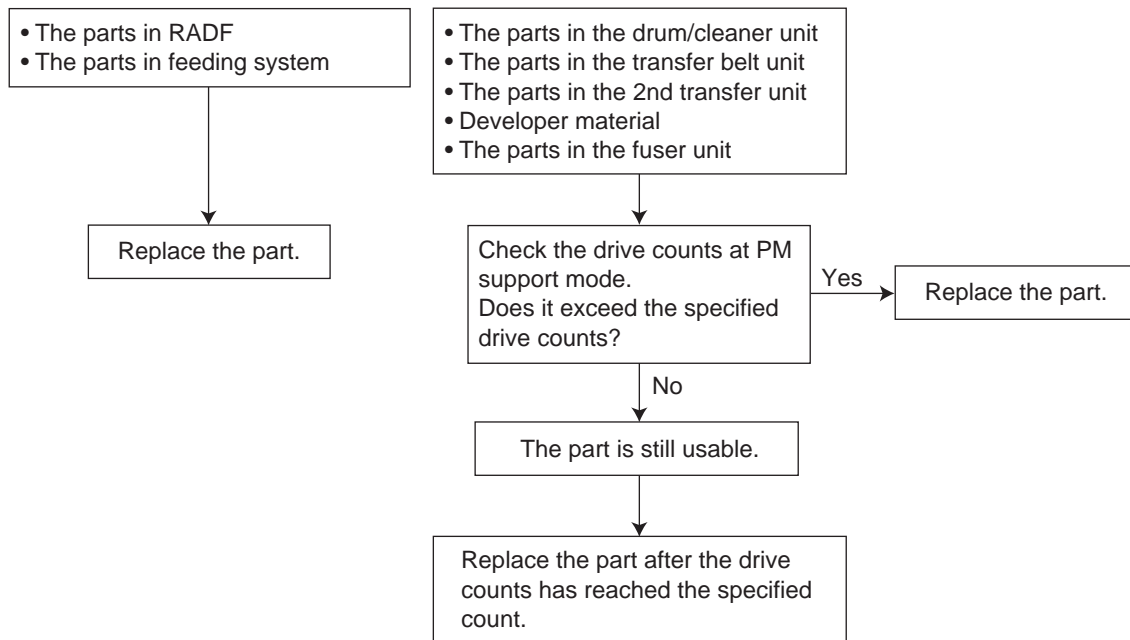 • The parts in RADF
• The parts in feeding system
Replace the part.
• The parts in the drum/cleaner unit
• The parts in the transfer belt unit
• The parts in the 2nd transfer unit
• Developer material
• The parts in the fuser unit
Check the drive counts at PM
support mode.
Does it exceed the specified
drive counts?
Yes
Replace the part.
No
The part is still usable.
Replace the part after the drive
counts has reached the specified
count.